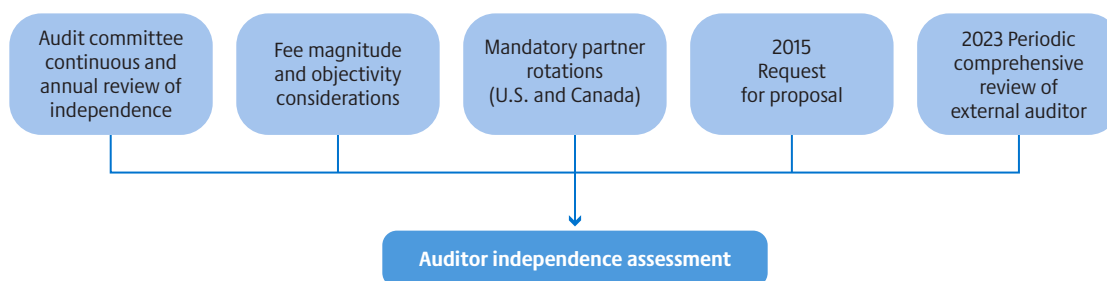 Audit committee
continuous and
annual review of
independence
Fee magnitude
and objectivity
considerations
Mandatory partner
rotations
(U.S. and Canada)
2015
Request
for proposal
2023 Periodic
comprehensive
review of
external auditor
Auditor independence assessment